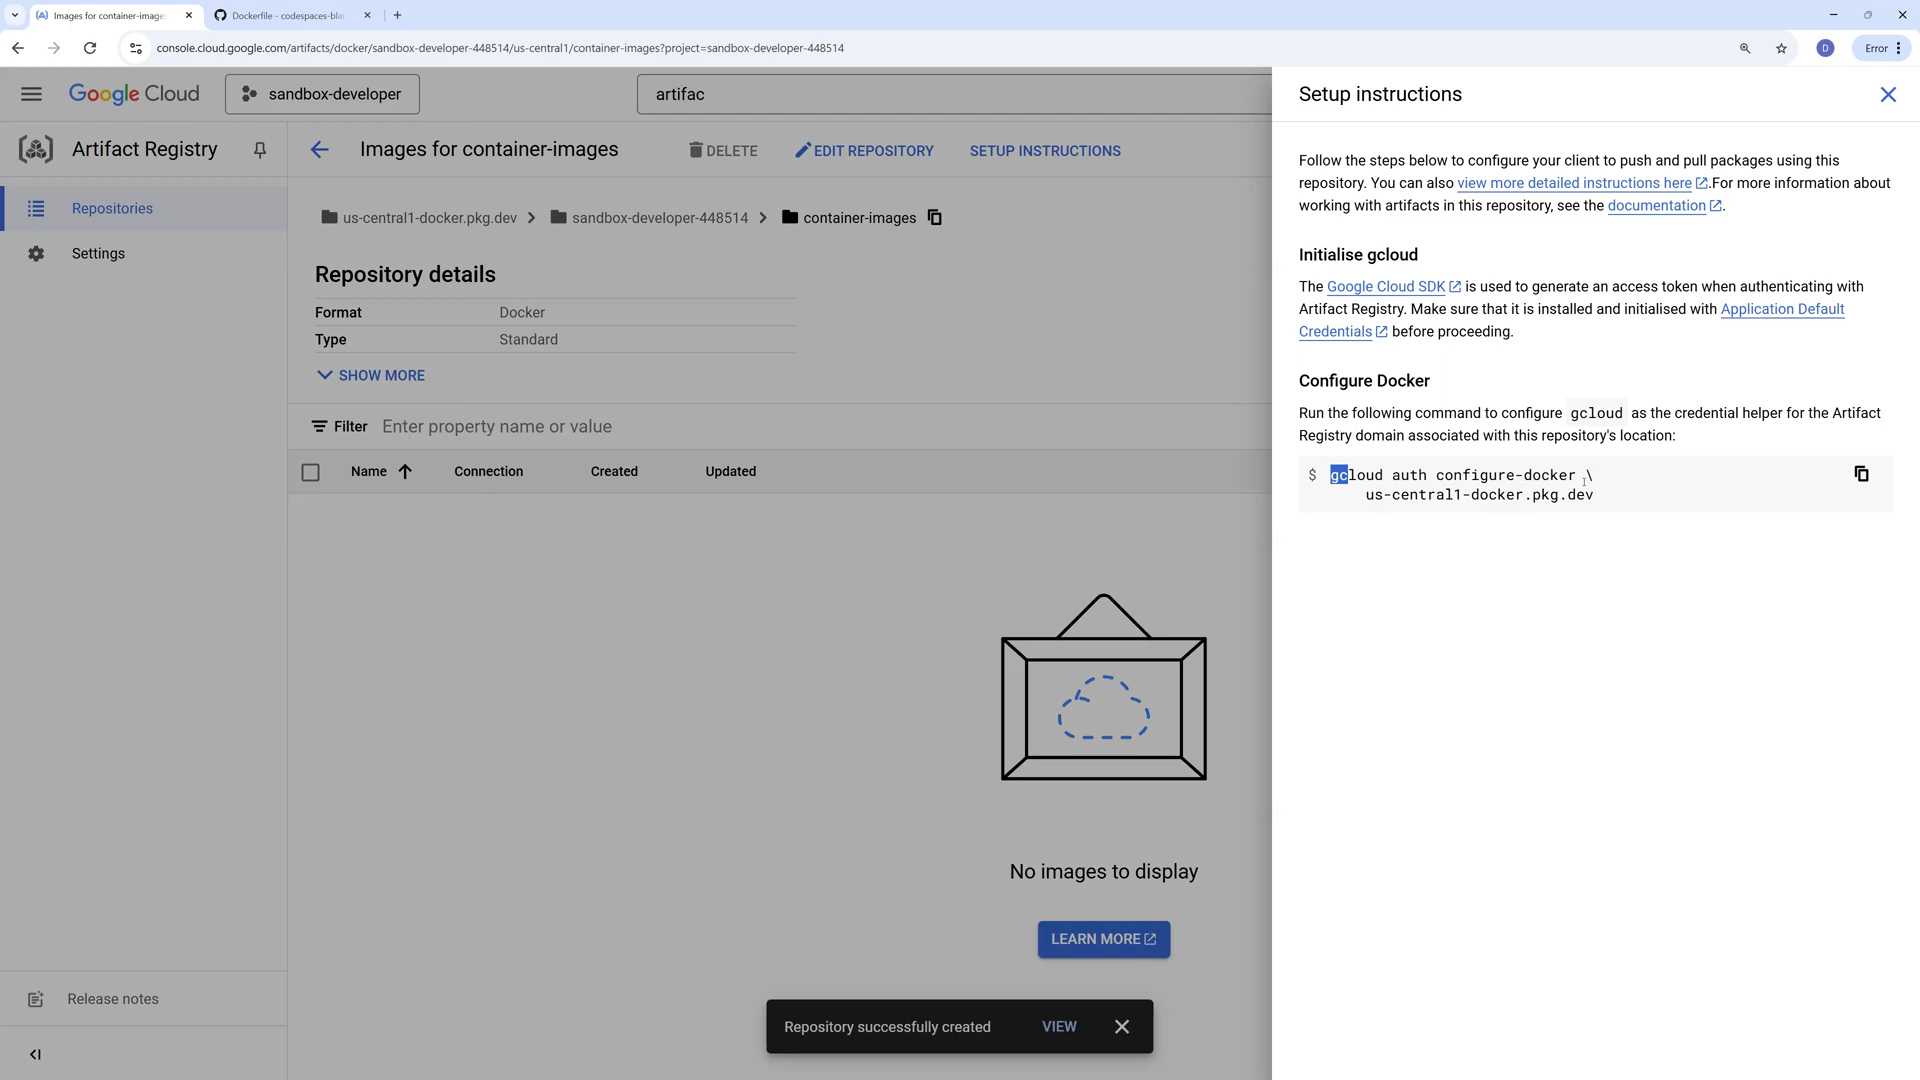 Images for container-image
Dockerfile - codespaces-bla
console.cloud.google.com/artifacts/docker/sandbox-developer-448514/us-central1/container-images?project=sandbox-developer-448514
D
Error
Google Cloud
sandbox-developer
artifac
Artifact Registry
Repositories
Settings
Release notes
Images for container-images
DELETE
EDIT REPOSITORY
SETUP INSTRUCTIONS
us-central1-docker.pkg.dev
sandbox-developer-448514
container-images
Repository details
Format Docker
Type Standard
SHOW MORE
Filter Enter property name or value
Name Connection Created Updated
No images to display
LEARN MORE
Repository successfully created VIEW
Setup instructions
Follow the steps below to configure your client to push and pull packages using this
repository. You can also view more detailed instructions here .For more information about
working with artifacts in this repository, see the documentation .
Initialise gcloud
The Google Cloud SDK is used to generate an access token when authenticating with
Artifact Registry. Make sure that it is installed and initialised with Application Default
Credentials before proceeding.
Configure Docker
Run the following command to configure gcloud as the credential helper for the Artifact
Registry domain associated with this repository's location:
$ gcloud auth configure-docker \
us-central1-docker.pkg.dev